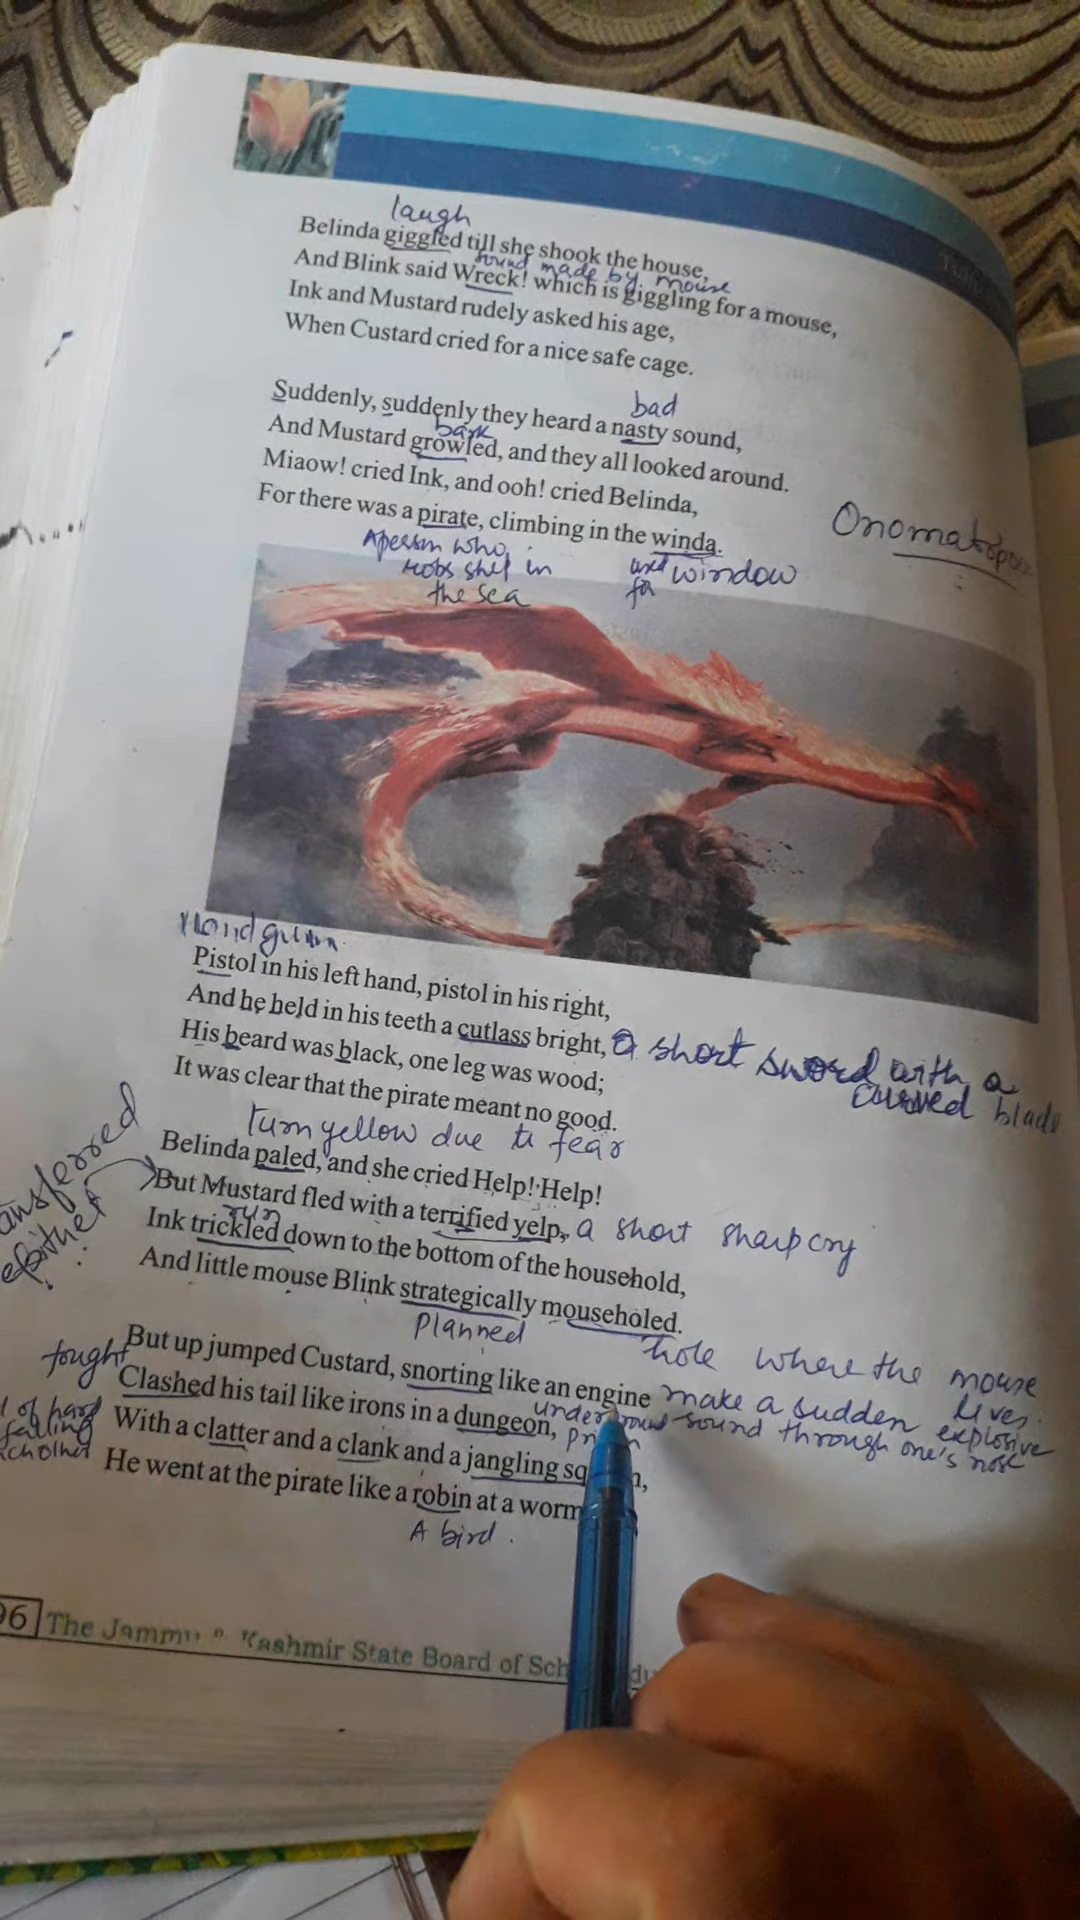 laugh
Belinda giggled till she shook the house,
sound made by mouse
And Blink said Wreck! which is giggling for a mouse,
Ink and Mustard rudely asked his age,
When Custard cried for a nice safe cage.
bad
Suddenly, suddenly they heard a nasty sound,
bark
And Mustard growled, and they all looked around.
Miaow! cried Ink, and ooh! cried Belinda,
For there was a pirate, climbing in the winda.
A person who
robs in
the sea
used window
for
Pistol in his left hand, pistol in his right,
And he held in his teeth a cutlass bright, a short sword with a
curved blade
His beard was black, one leg was wood;
It was clear that the pirate meant no good.
Turn yellow due to fear
Belinda paled, and she cried Help! Help!
epithet
But Mustard fled with a terrified yelp, a short sharp cry
run
Ink trickled down to the bottom of the household,
And little mouse Blink strategically mouseholed.
Planned
hole where the mouse
lives.
But up jumped Custard, snorting like an engine make a sudden explosive
sound through one's nose
fought
Clashed his tail like irons in a dungeon,
With a clatter and a clank and a jangling
He went at the pirate like a robin at a worm
A bird.
The Kashmir State Board of